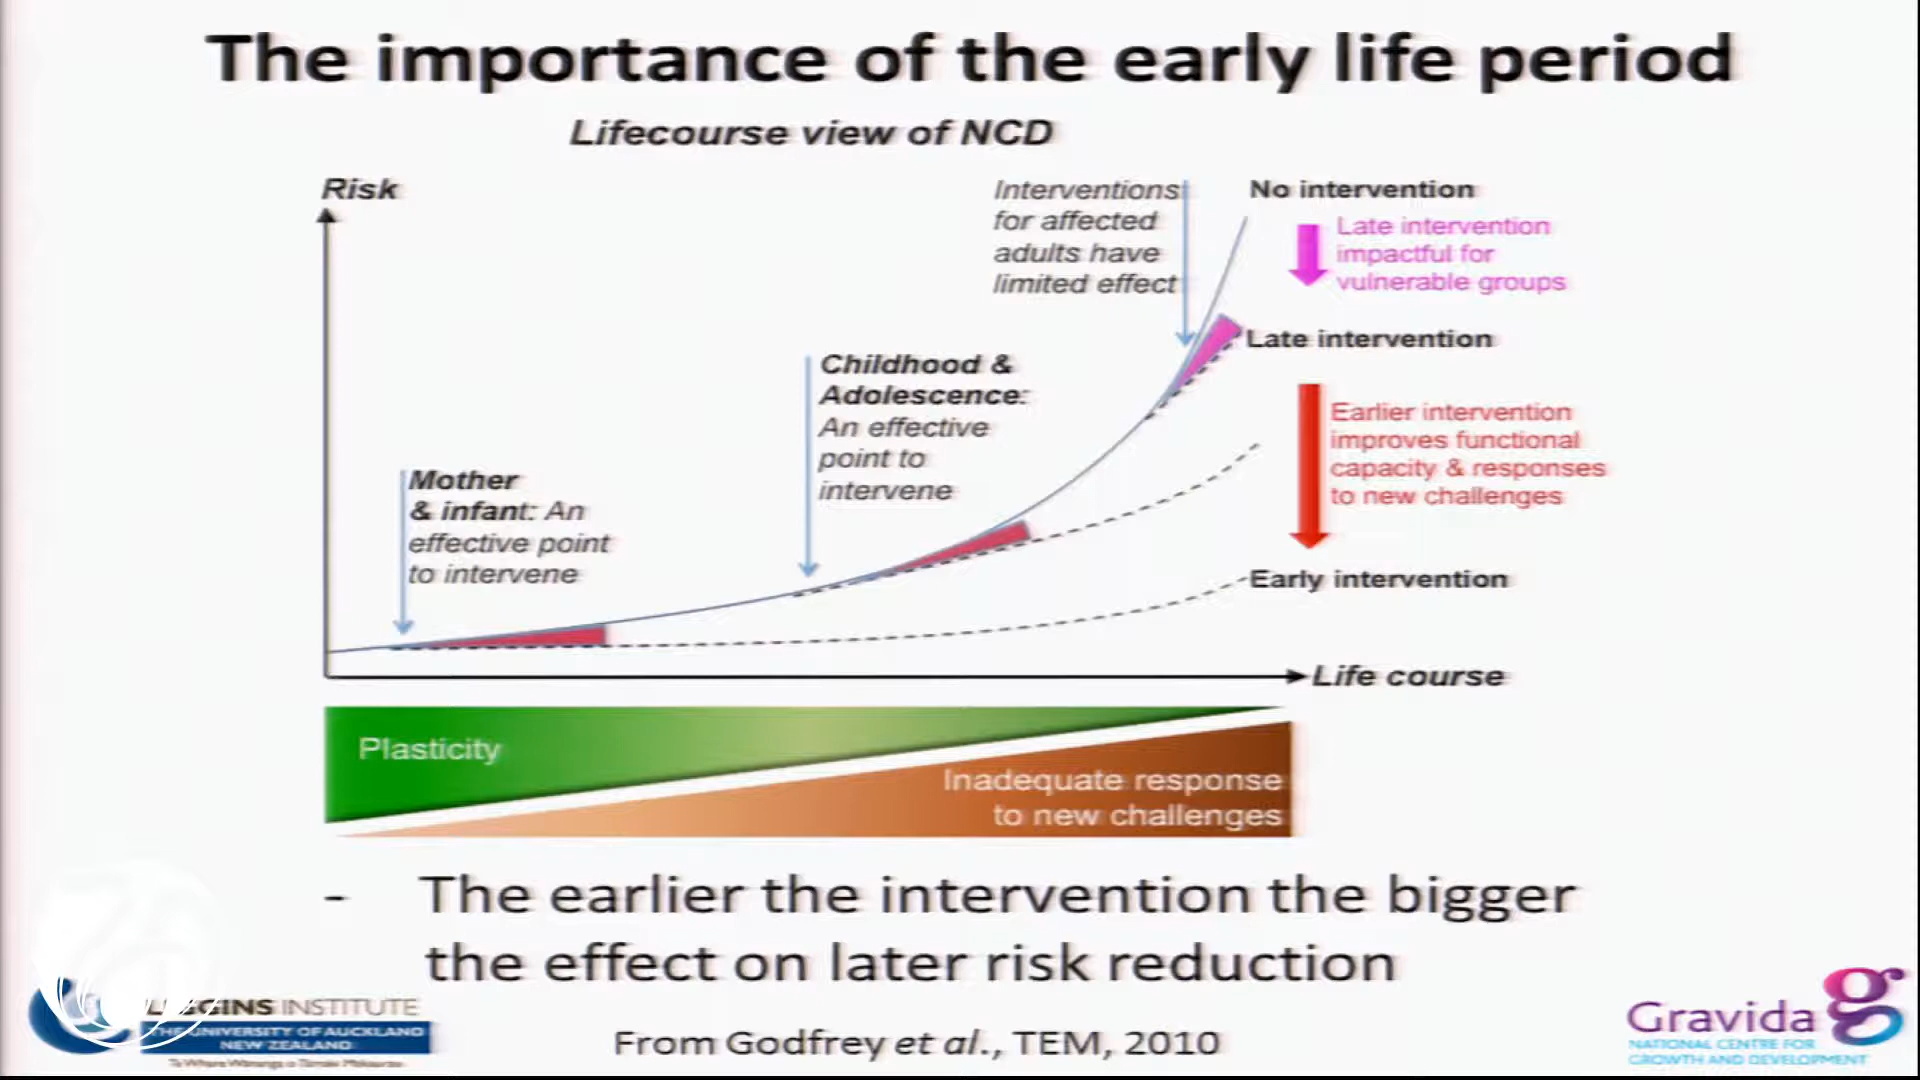 The importance of the early life period
Lifecourse view of NCD
Risk
Interventions
for affected
adults have
limited effect
No intervention
Late intervention
impactful for
vulnerable groups
Late intervention
Childhood &
Adolescence:
An effective
point to
intervene
Earlier intervention
improves functional
capacity & responses
to new challenges
Mother
& infant: An
effective point
to intervene
Early intervention
Life course
Plasticity
Inadequate response
to new challenges
- The earlier the intervention the bigger
the effect on later risk reduction
INSTITUTE
THE UNIVERSITY OF AUCKLAND
NEW ZEALAND
From Godfrey et al., TEM, 2010
Gravida
NATIONAL CENTRE FOR
GROWTH AND DEVELOPMENT